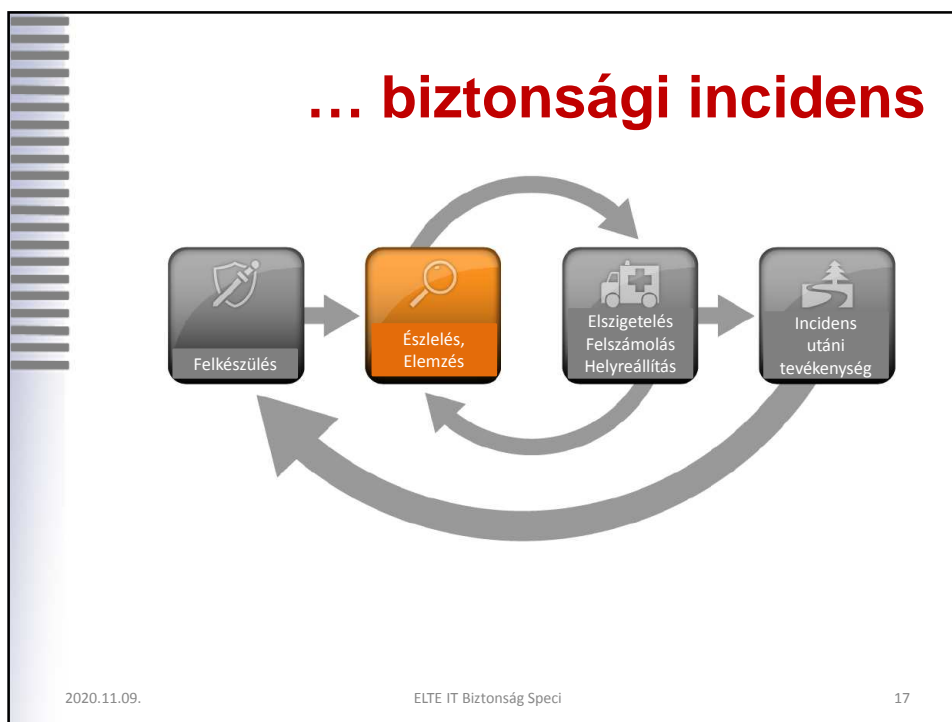 … biztonsági incidens
Felkészülés
Észlelés,
Elemzés
Elszigetelés
Felszámolás
Helyreállítás
Incidens
utáni
tevékenység
2020.11.09.
ELTE IT Biztonság Speci
17